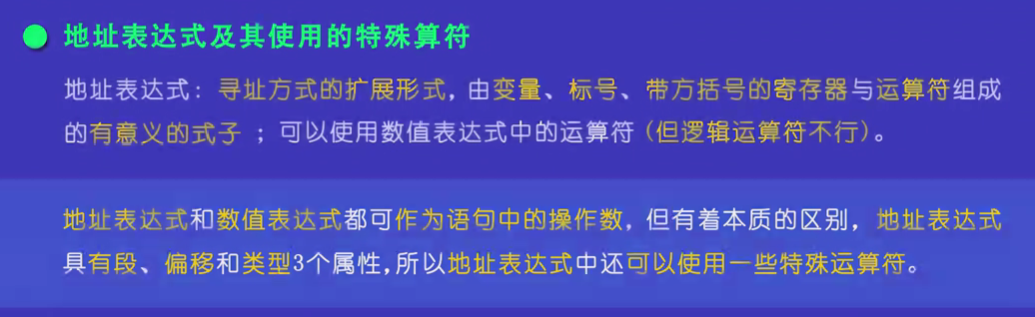 地址表达式及其使用的特殊算符
地址表达式：寻址方式的扩展形式，由变量、标号、带方括号的寄存器与运算符组成
的有意义的式子 ；可以使用数值表达式中的运算符（但逻辑运算符不行）。
地址表达式和数值表达式都可作为语句中的操作数，但有着本质的区别，地址表达式
具有段、偏移和类型3个属性，所以地址表达式中还可以使用一些特殊运算符。